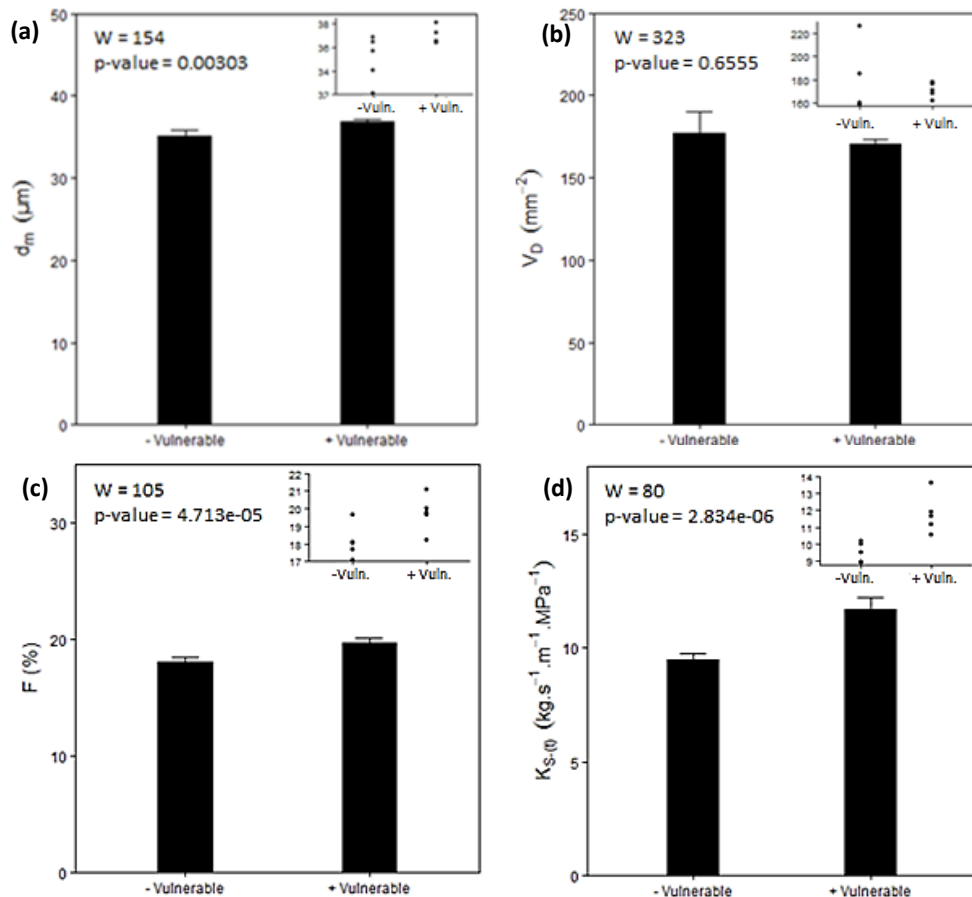 (a)
W = 154
p-value = 0.00303
50
40
30
20
10
0
dₘ (µm)
38
36
34
32
-Vuln. + Vuln.
- Vulnerable + Vulnerable
(b)
W = 323
p-value = 0.6555
250
200
150
100
50
0
V_D (mm⁻²)
220
200
180
160
-Vuln. + Vuln.
- Vulnerable + Vulnerable
(c)
W = 105
p-value = 4.713e-05
30
20
10
0
F (%)
22
21
20
19
18
17
-Vuln. + Vuln.
- Vulnerable + Vulnerable
(d)
W = 80
p-value = 2.834e-06
15
10
5
0
K_S-(t) (kg.s⁻¹.m⁻¹.MPa⁻¹)
14
13
12
11
10
9
-Vuln. + Vuln.
- Vulnerable + Vulnerable